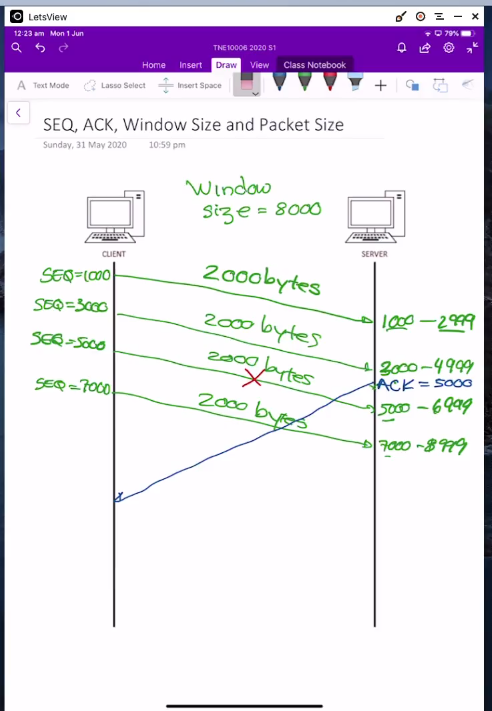 LetsView
12:23 am Mon 1 Jun
79%
TNE10006 2020 S1
Home Insert Draw View Class Notebook
Text Mode Lasso Select Insert Space
SEQ, ACK, Window Size and Packet Size
Sunday, 31 May 2020 10:59 pm
Window
size = 8000
CLIENT SERVER
SEQ=1000 2000bytes 1000 - 2999
SEQ=3000 2000 bytes 3000 - 4999
ACK = 5000
SEQ=5000 2000 bytes 5000 - 6999
SEQ=7000 2000 bytes 7000 - 8999